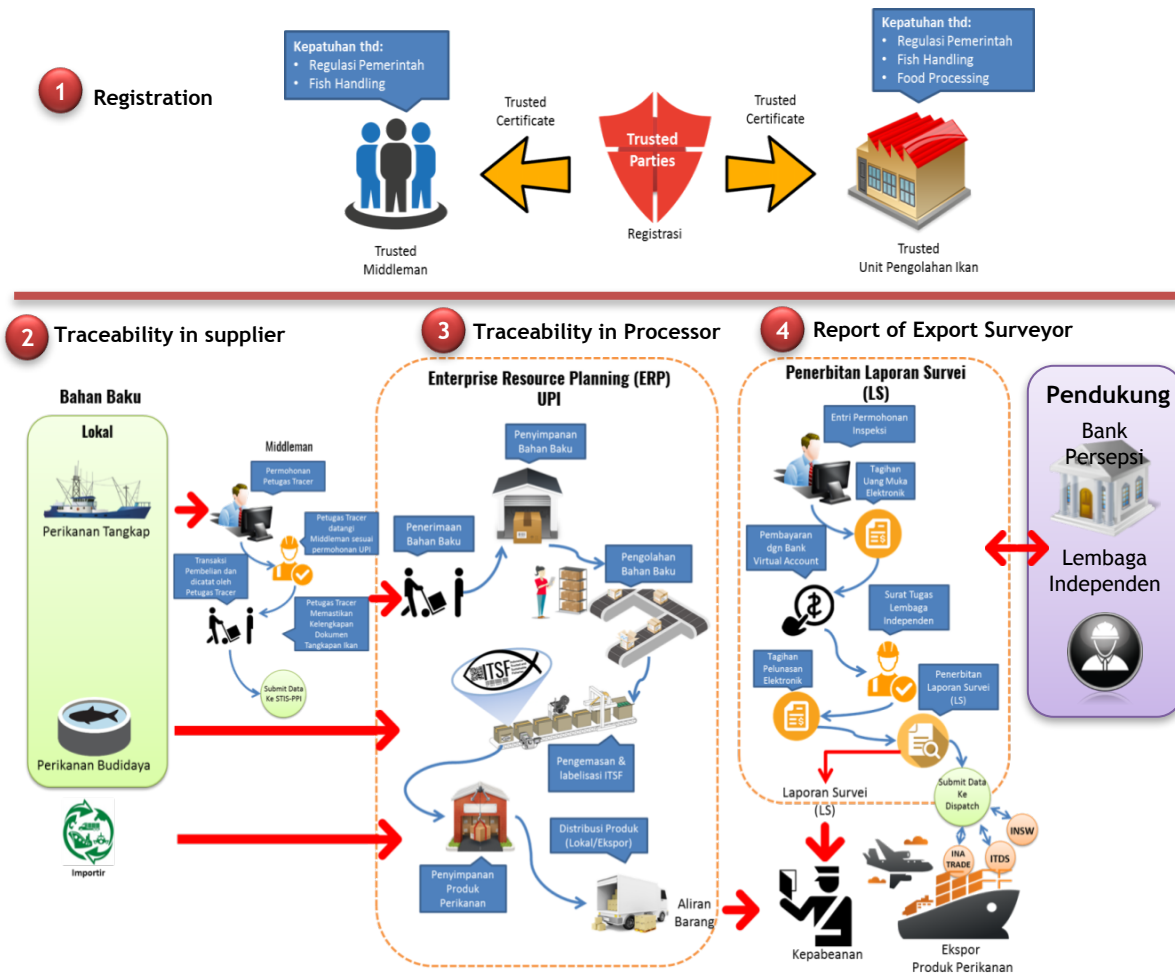 Kepatuhan thd:
• Regulasi Pemerintah
• Fish Handling
Kepatuhan thd:
• Regulasi Pemerintah
• Fish Handling
• Food Processing
1
Registration
Trusted
Certificate
Trusted
Parties
Trusted
Certificate
Registrasi
Trusted
Middleman
Trusted
Unit Pengolahan Ikan
2
Traceability in supplier
3
Traceability in Processor
4
Report of Export Surveyor
Bahan Baku
Lokal
Perikanan Tangkap
Perikanan Budidaya
Importir
Middleman
Permohonan
Petugas Tracer
Petugas Tracer
datangi
Middleman sesuai
permohonan UPI
Transaksi
Pembelian dan
dicatat oleh
Petugas Tracer
Petugas Tracer
Memastikan
Kelengkapan
Dokumen
Tangkapan Ikan
Submit Data
Ke STIS-PPI
Enterprise Resource Planning (ERP)
UPI
Penyimpanan
Bahan Baku
Penerimaan
Bahan Baku
Pengolahan
Bahan Baku
ITSF
Pengemasan &
labelisasi ITSF
Distribusi Produk
(Lokal/Ekspor)
Penyimpanan
Produk
Perikanan
Aliran
Barang
Penerbitan Laporan Survei
(LS)
Entri Permohonan
Inspeksi
Tagihan
Uang Muka
Elektronik
Pembayaran
dgn Bank
Virtual Account
Surat Tugas
Lembaga
Independen
Tagihan
Pelunasan
Elektronik
Penerbitan
Laporan Survei
(LS)
Laporan Survei
(LS)
Submit Data
Ke
Dispatch
INSW
INA
TRADE
ITDS
Kepabeanan
Ekspor
Produk Perikanan
Pendukung
Bank
Persepsi
Lembaga
Independen